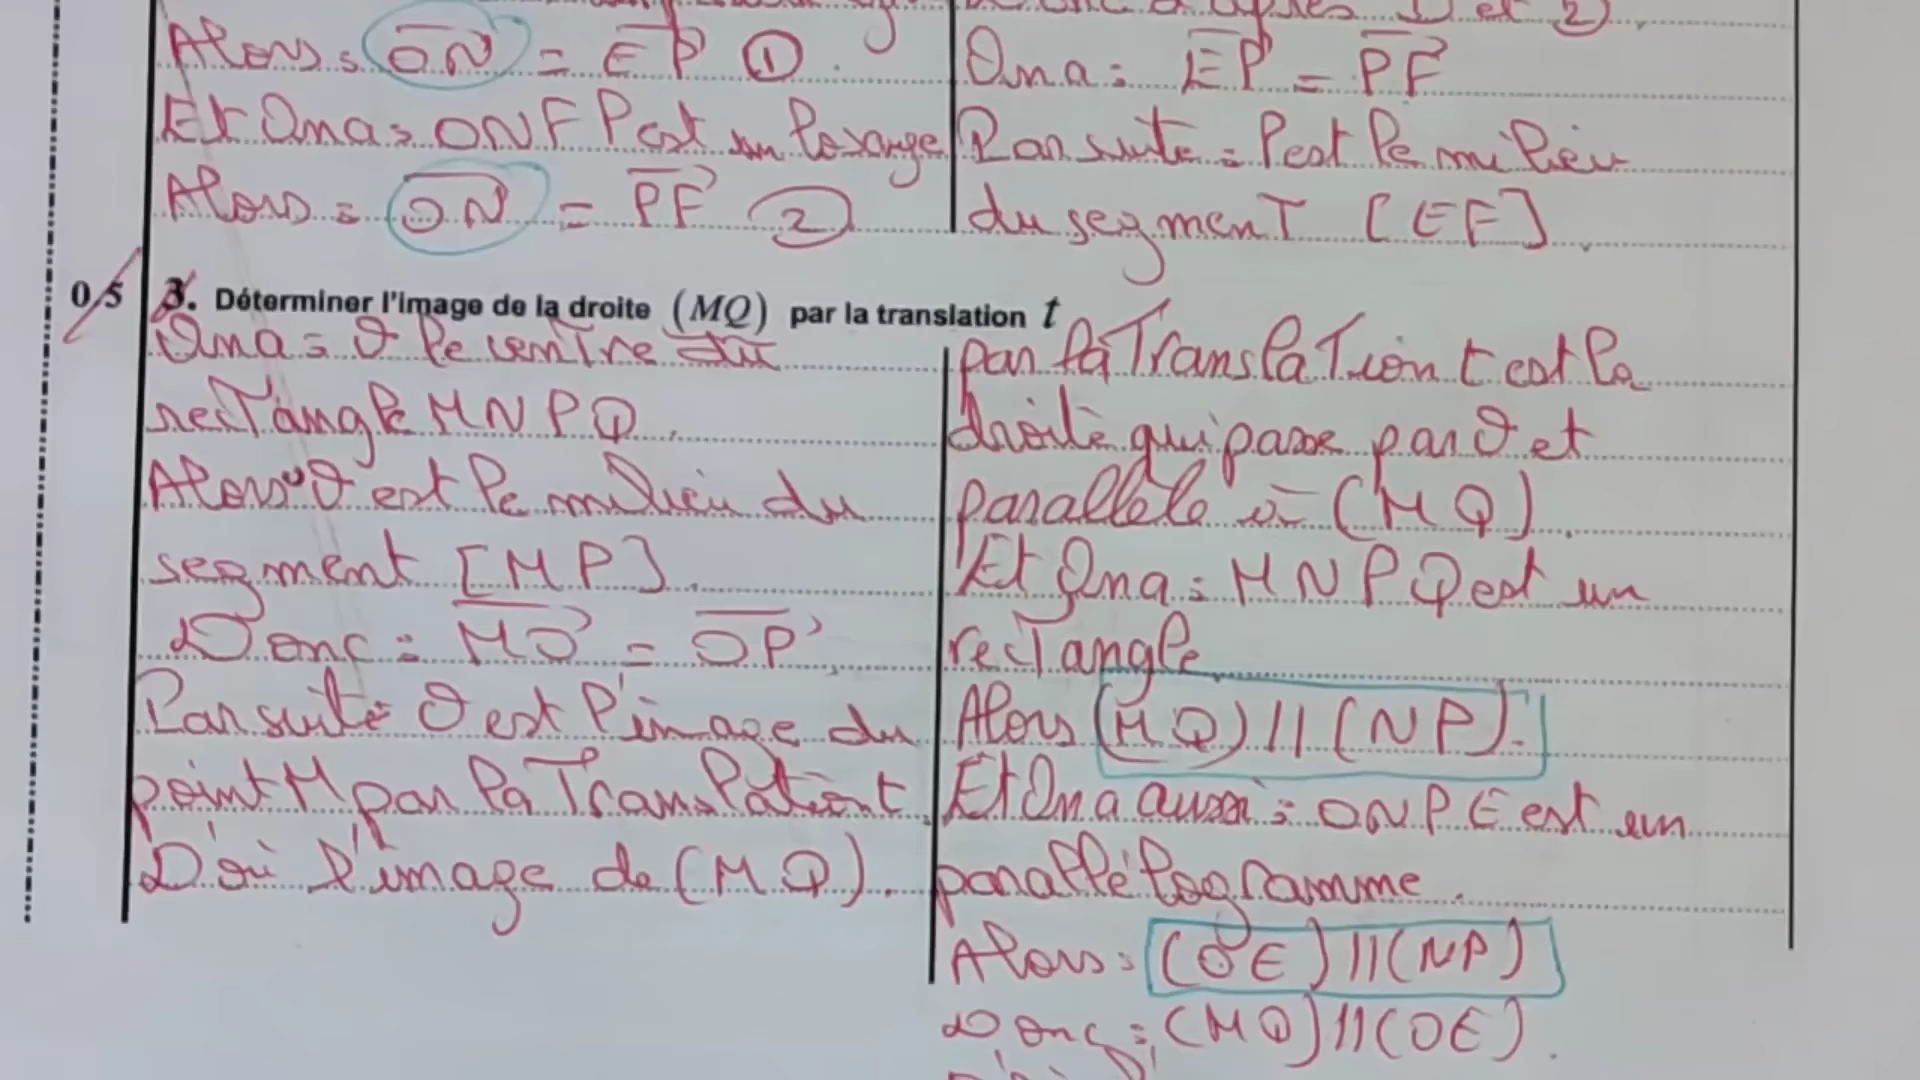 Alors : ON = EP ①.
Et On a : ONFP est un losange
Alors : ON = PF ②
On a : EP = PF
Par suite : P est le milieu
du segment [EF].
0,5 3. Déterminer l'image de la droite (MQ) par la translation t
On a : O le centre du
rectangle MNPQ.
Alors O est le milieu du
segment [MP].
Donc : MO = OP.
Par suite O est l'image du
point M par la Translation t.
D'où l'image de (MQ).
par la Translation t est la
droite qui passe par O et
parallèle à (MQ).
Et On a : MNPQ est un
rectangle.
Alors (MQ) // (NP).
Et On a aussi : ONPE est un
parallélogramme.
Alors : (OE) // (NP)
Donc : (MQ) // (OE).